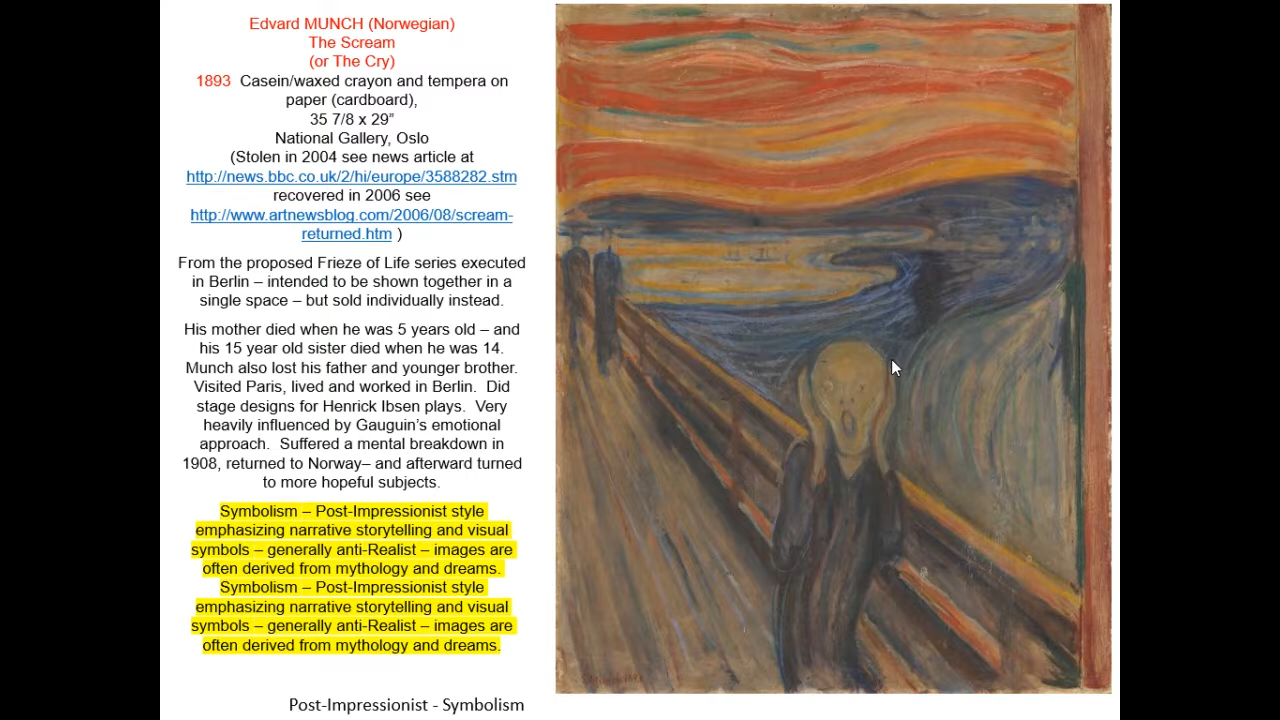 Edvard MUNCH (Norwegian)
The Scream
(or The Cry)
1893  Casein/waxed crayon and tempera on
paper (cardboard),
35 7/8 x 29”
National Gallery, Oslo
(Stolen in 2004 see news article at
http://news.bbc.co.uk/2/hi/europe/3588282.stm
recovered in 2006 see
http://www.artnewsblog.com/2006/08/scream-
returned.htm )
From the proposed Frieze of Life series executed
in Berlin – intended to be shown together in a
single space – but sold individually instead.
His mother died when he was 5 years old – and
his 15 year old sister died when he was 14.
Munch also lost his father and younger brother.
Visited Paris, lived and worked in Berlin.  Did
stage designs for Henrick Ibsen plays.  Very
heavily influenced by Gauguin’s emotional
approach.  Suffered a mental breakdown in
1908, returned to Norway– and afterward turned
to more hopeful subjects.
Symbolism – Post-Impressionist style
emphasizing narrative storytelling and visual
symbols – generally anti-Realist – images are
often derived from mythology and dreams.
Symbolism – Post-Impressionist style
emphasizing narrative storytelling and visual
symbols – generally anti-Realist – images are
often derived from mythology and dreams.
Post-Impressionist - Symbolism